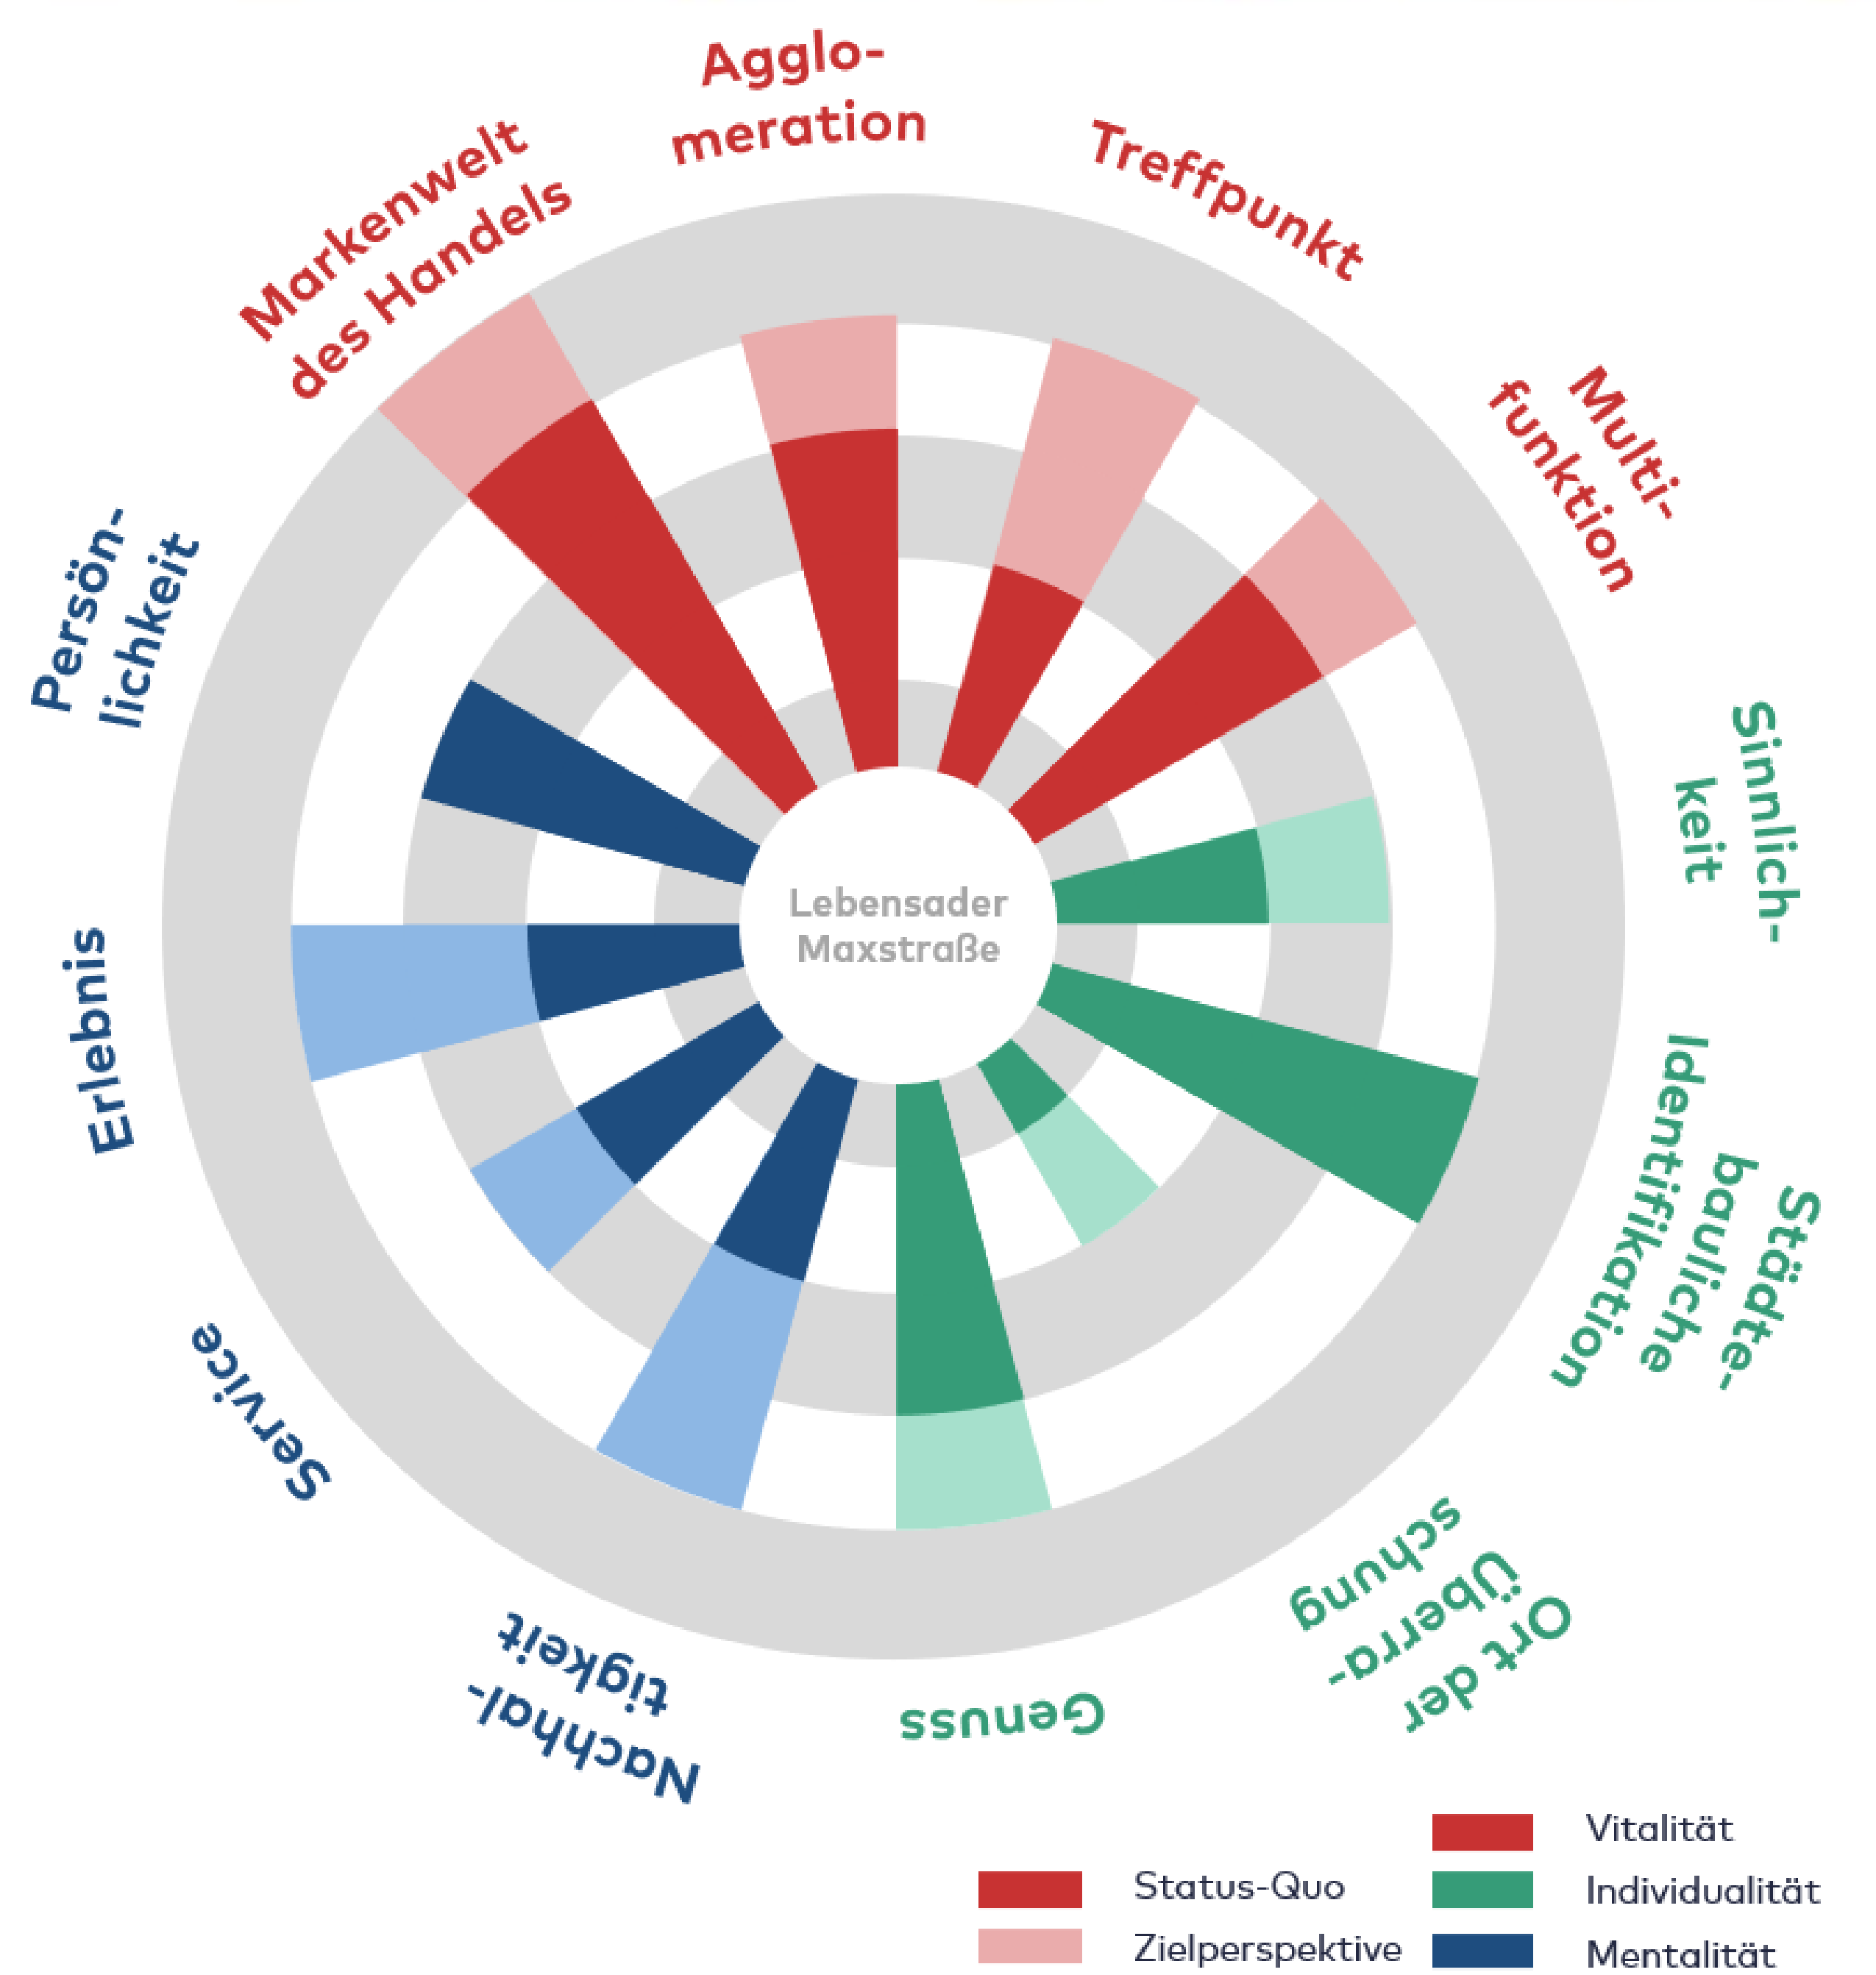 Agglo-
meration
Treffpunkt
Multi-
funktion
Sinnlich-
keit
Städte-
bauliche
Identifikation
Ort der
Überra-
schung
Genuss
Nachhal-
tigkeit
Service
Erlebnis
Persön-
lichkeit
Markenwelt
des Handels
Lebensader
Maxstraße
Status-Quo
Zielperspektive
Vitalität
Individualität
Mentalität